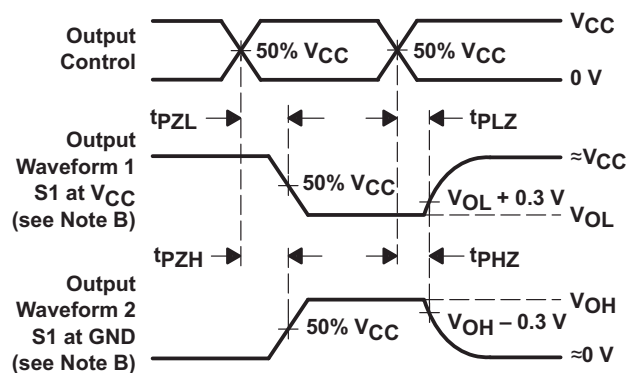 Output
Control
50% VCC
50% VCC
VCC
0 V
tPZL
tPLZ
Output
Waveform 1
S1 at VCC
(see Note B)
50% VCC
≈VCC
VOL + 0.3 V
VOL
tPZH
tPHZ
Output
Waveform 2
S1 at GND
(see Note B)
50% VCC
VOH
VOH – 0.3 V
≈0 V